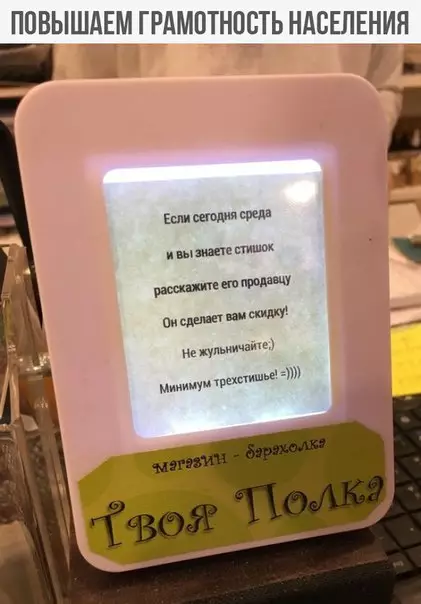 ПОВЫШАЕМ ГРАМОТНОСТЬ НАСЕЛЕНИЯ
Если сегодня среда
и вы знаете стишок
расскажите его продавцу
Он сделает вам скидку!
Не жульничайте;)
Минимум трехстишье! =))))
магазин - барахолка
Твоя Полка